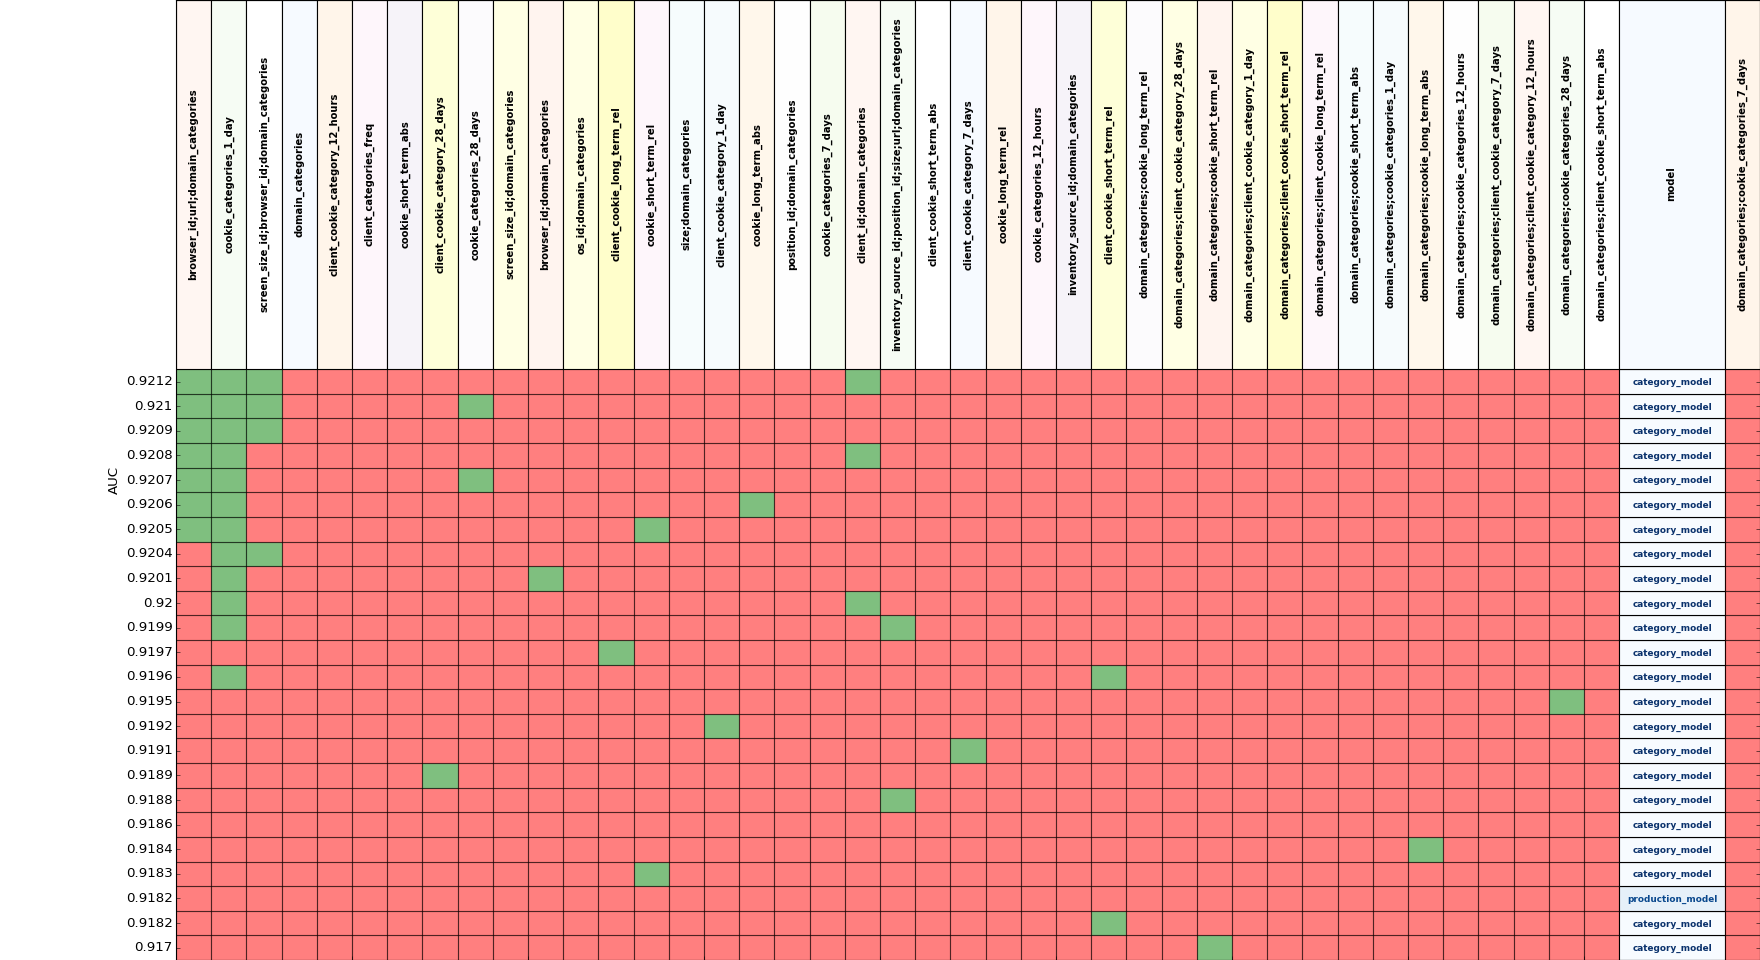 browser_id;url;domain_categories
cookie_categories_1_day
screen_size_id;browser_id;domain_categories
domain_categories
client_cookie_category_12_hours
client_categories_freq
cookie_short_term_abs
client_cookie_category_28_days
cookie_categories_28_days
screen_size_id;domain_categories
browser_id;domain_categories
os_id;domain_categories
client_cookie_long_term_rel
cookie_short_term_rel
size;domain_categories
client_cookie_category_1_day
cookie_long_term_abs
position_id;domain_categories
cookie_categories_7_days
client_id;domain_categories
inventory_source_id;position_id;size;url;domain_categories
client_cookie_short_term_abs
client_cookie_category_7_days
cookie_long_term_rel
cookie_categories_12_hours
inventory_source_id;domain_categories
client_cookie_short_term_rel
domain_categories;cookie_long_term_rel
domain_categories;client_cookie_category_28_days
domain_categories;cookie_short_term_rel
domain_categories;client_cookie_category_1_day
domain_categories;client_cookie_short_term_rel
domain_categories;client_cookie_long_term_rel
domain_categories;cookie_short_term_abs
domain_categories;cookie_categories_1_day
domain_categories;cookie_long_term_abs
domain_categories;cookie_categories_12_hours
domain_categories;client_cookie_category_7_days
domain_categories;client_cookie_category_12_hours
domain_categories;cookie_categories_28_days
domain_categories;client_cookie_short_term_abs
model
domain_categories;cookie_categories_7_days
AUC
0.9212 category_model
0.921 category_model
0.9209 category_model
0.9208 category_model
0.9207 category_model
0.9206 category_model
0.9205 category_model
0.9204 category_model
0.9201 category_model
0.92 category_model
0.9199 category_model
0.9197 category_model
0.9196 category_model
0.9195 category_model
0.9192 category_model
0.9191 category_model
0.9189 category_model
0.9188 category_model
0.9186 category_model
0.9184 category_model
0.9183 category_model
0.9182 production_model
0.9182 category_model
0.917 category_model